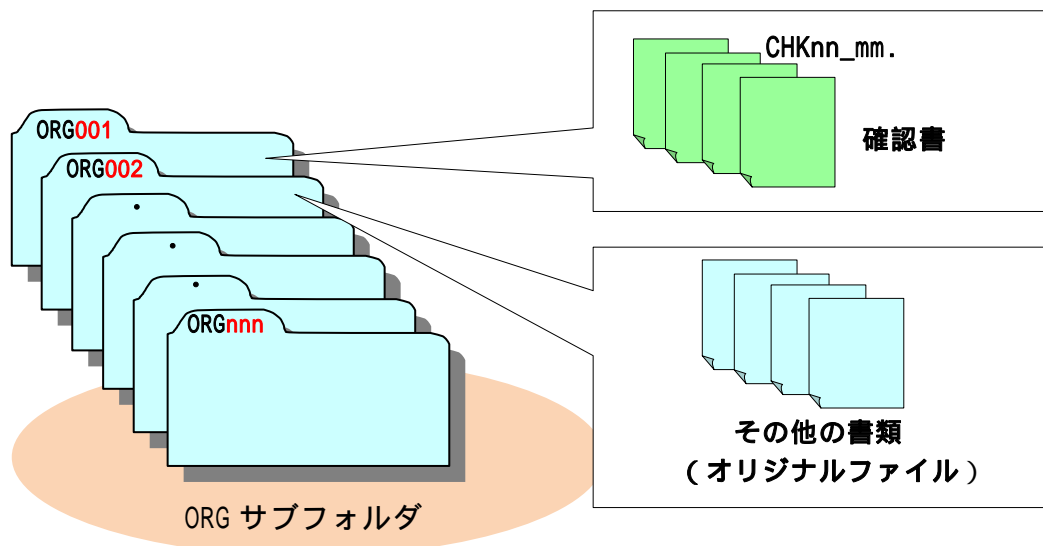 ORG001
ORG002
・
・
・
ORGnnn
ORG サブフォルダ
CHKnn_mm.
確認書
その他の書類
(オリジナルファイル)